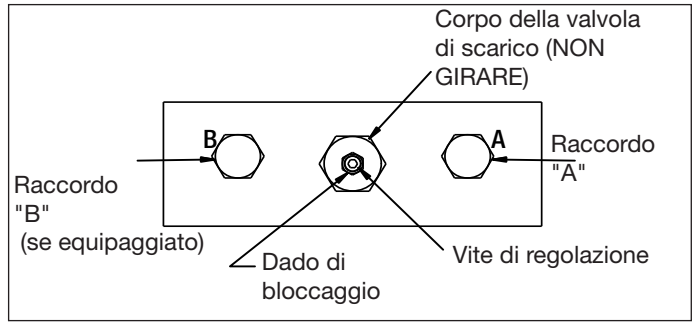 Corpo della valvola
di scarico (NON
GIRARE)
B
A
Raccordo
"A"
Raccordo
"B"
(se equipaggiato)
Dado di
bloccaggio
Vite di regolazione